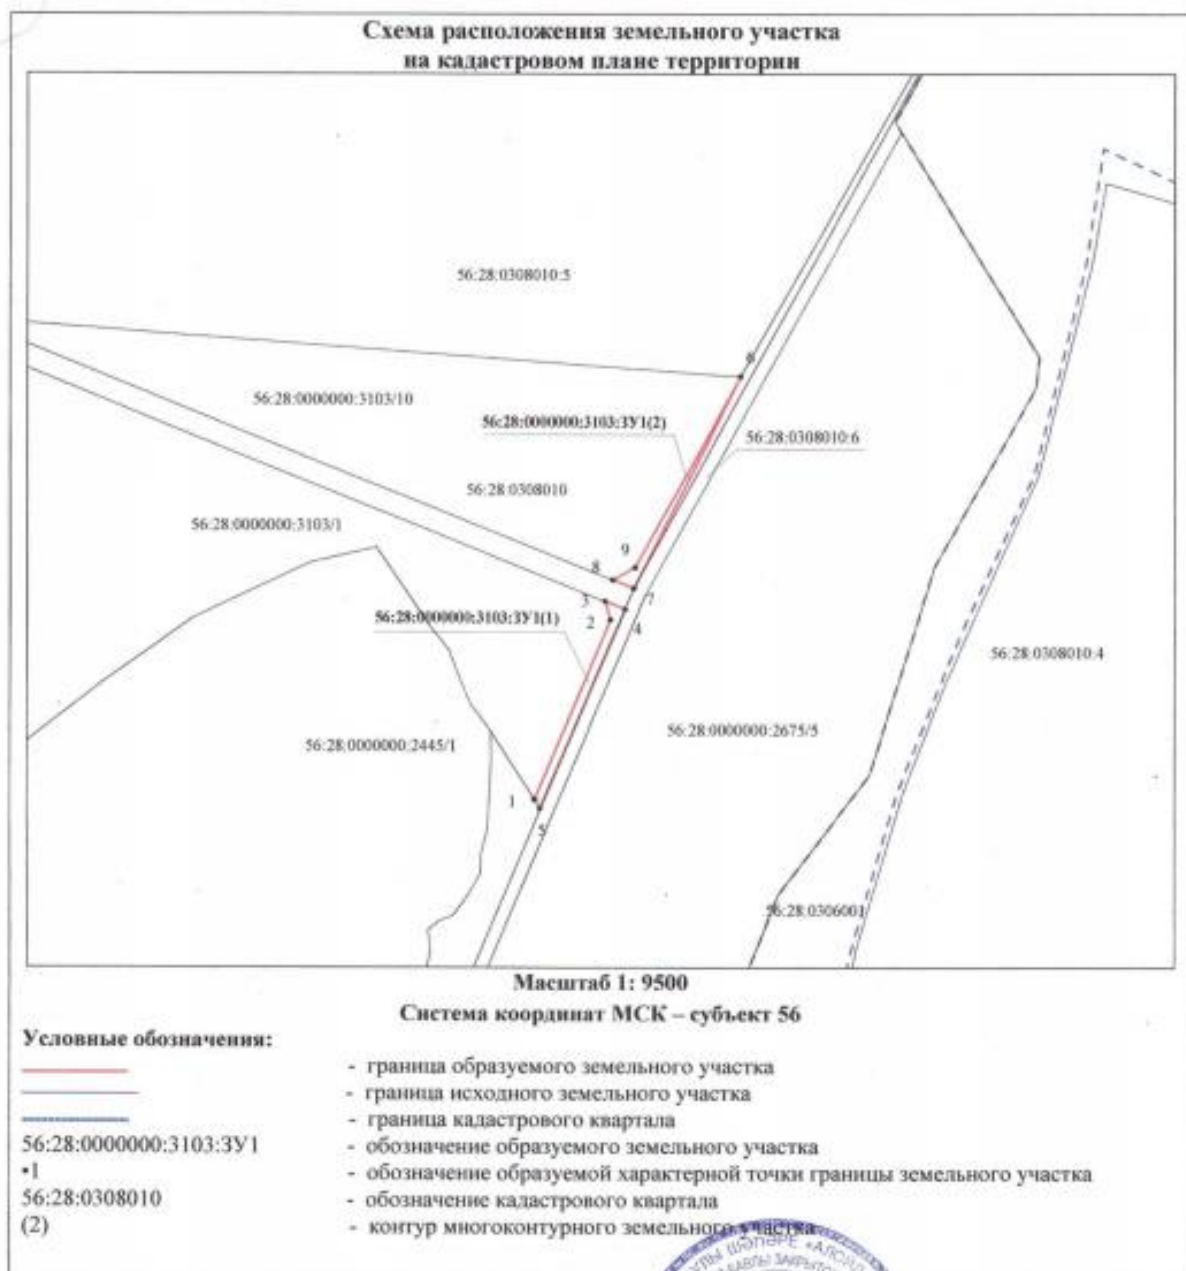 Схема расположения земельного участка
на кадастровом плане территории
56:28:0308010:5
6
56:28:0000000:3103/10
56:28:0000000:3103:ЗУ1(2)
56:28:0308010:6
56:28:0308010
56:28:0000000:3103/1
9
8
7
3
56:28:0000000:3103:ЗУ1(1)
2
4
56:28:0308010:4
56:28:0000000:2675/5
56:28:0000000:2445/1
1
5
56:28:0306001
Масштаб 1: 9500
Система координат МСК – субъект 56
Условные обозначения:
- граница образуемого земельного участка
- граница исходного земельного участка
- граница кадастрового квартала
56:28:0000000:3103:ЗУ1 - обозначение образуемого земельного участка
•1 - обозначение образуемой характерной точки границы земельного участка
56:28:0308010 - обозначение кадастрового квартала
(2) - контур многоконтурного земельного участка